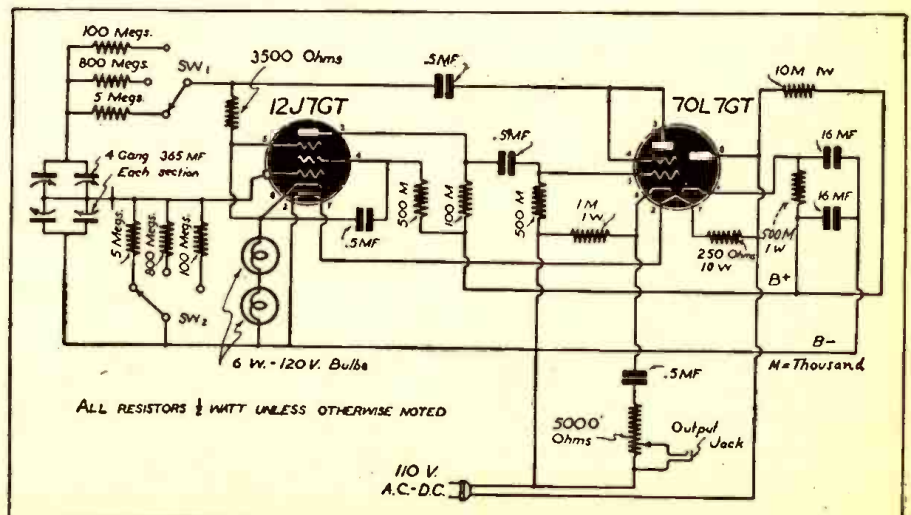 100 Megs.
800 Megs.
5 Megs.
SW1
3500 Ohms
.5MF
12J7GT
70L7GT
10M 1W
.5MF
16 MF
16 MF
4 Gang 365 MF
Each section
5 Megs.
800 Megs.
100 Megs.
SW2
500 M
100 M
500 M
.5MF
1 M
1W
250 Ohms
10 W
500 M
1 W
B+
B-
M=Thousand
6 W.-120 V. Bulbs
ALL RESISTORS ½ WATT UNLESS OTHERWISE NOTED
.5MF
5000
Ohms
Output
Jack
110 V.
A.C.-D.C.